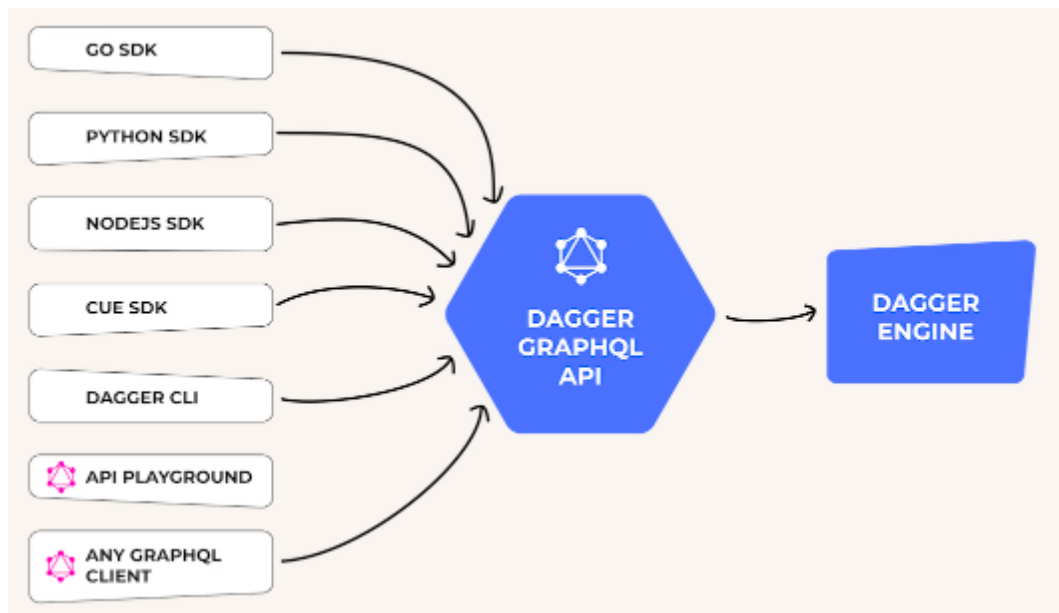 GO SDK
PYTHON SDK
NODEJS SDK
CUE SDK
DAGGER CLI
API PLAYGROUND
ANY GRAPHQL
CLIENT
DAGGER
GRAPHQL
API
DAGGER
ENGINE